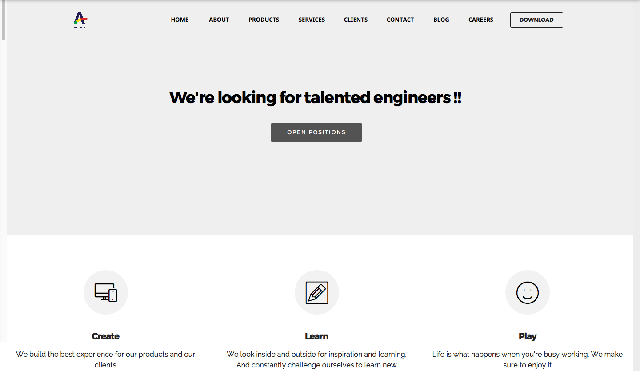 HOME ABOUT PRODUCTS SERVICES CLIENTS CONTACT BLOG CAREERS DOWNLOAD
We're looking for talented engineers !!
OPEN POSITIONS
Create Learn Play
We build the best experience for our products and our
clients.
We look inside and outside for inspiration and learning.
And constantly challenge ourselves to learn new
Life is what happens when you're busy working. We make
sure to enjoy it